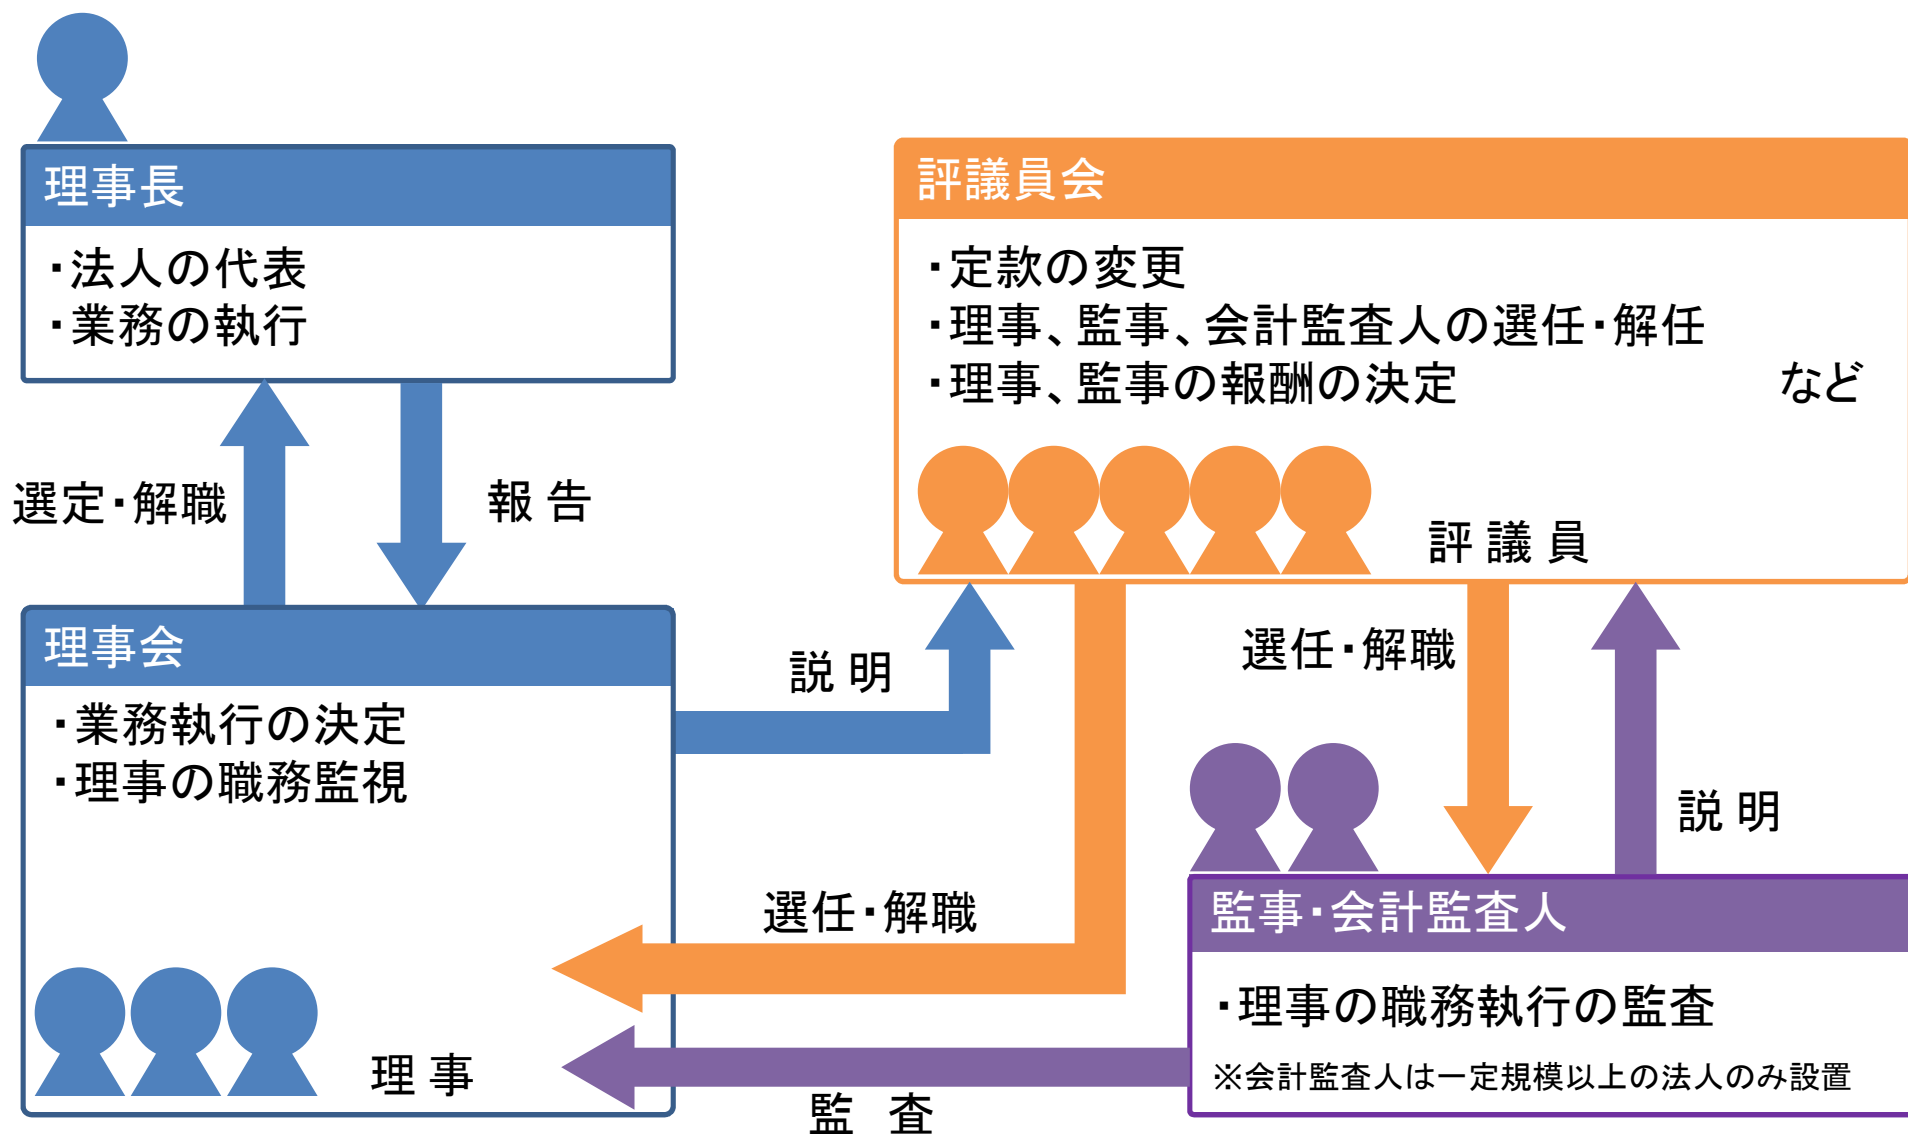 理事長
・法人の代表
・業務の執行
評議員会
・定款の変更
・理事、監事、会計監査人の選任・解任
・理事、監事の報酬の決定 など
評 議 員
選定・解職
報 告
理事会
・業務執行の決定
・理事の職務監視
理 事
説 明
選任・解職
選任・解職
説 明
監事・会計監査人
・理事の職務執行の監査
※会計監査人は一定規模以上の法人のみ設置
監 査